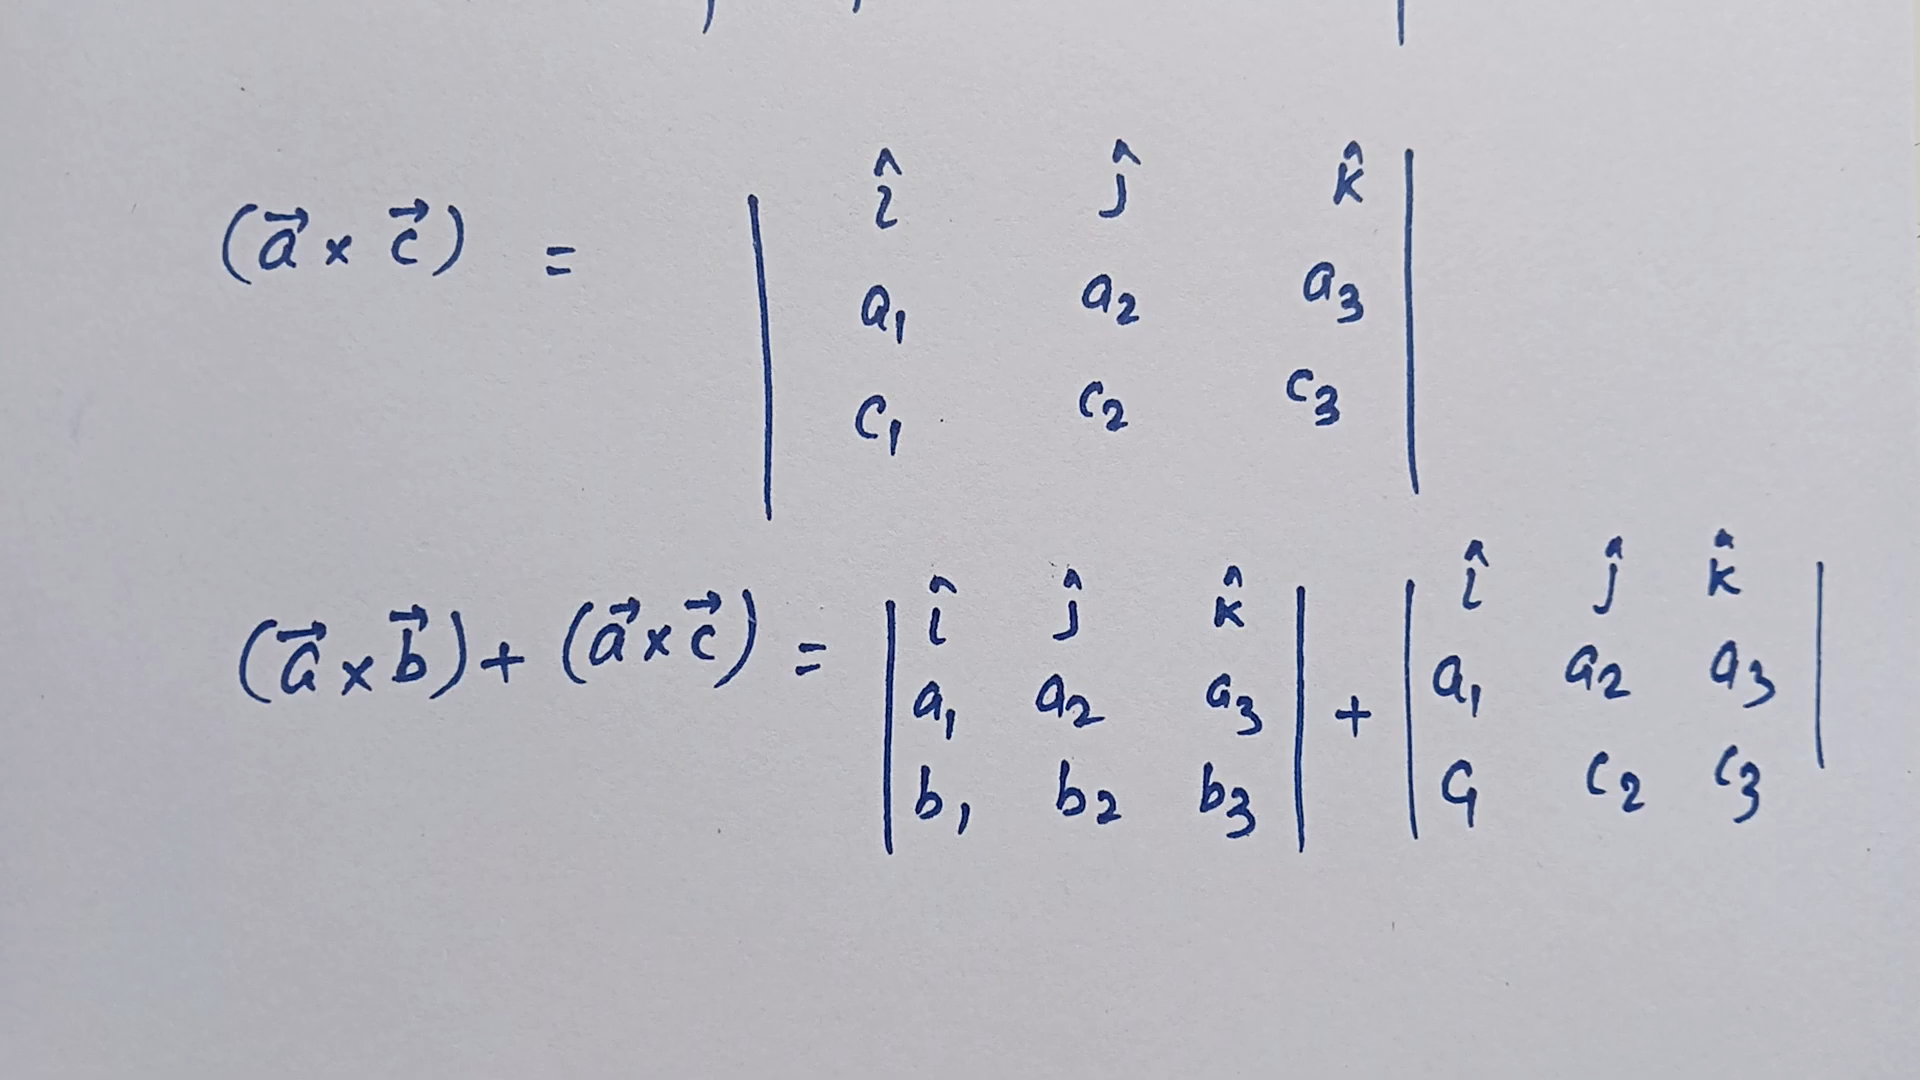 î ĵ k̂
(a⃗ × c⃗) = | a₁ a₂ a₃ |
c₁ c₂ c₃
î ĵ k̂ î ĵ k̂
(a⃗ × b⃗) + (a⃗ × c⃗) = | a₁ a₂ a₃ | + | a₁ a₂ a₃ |
b₁ b₂ b₃ c₁ c₂ c₃